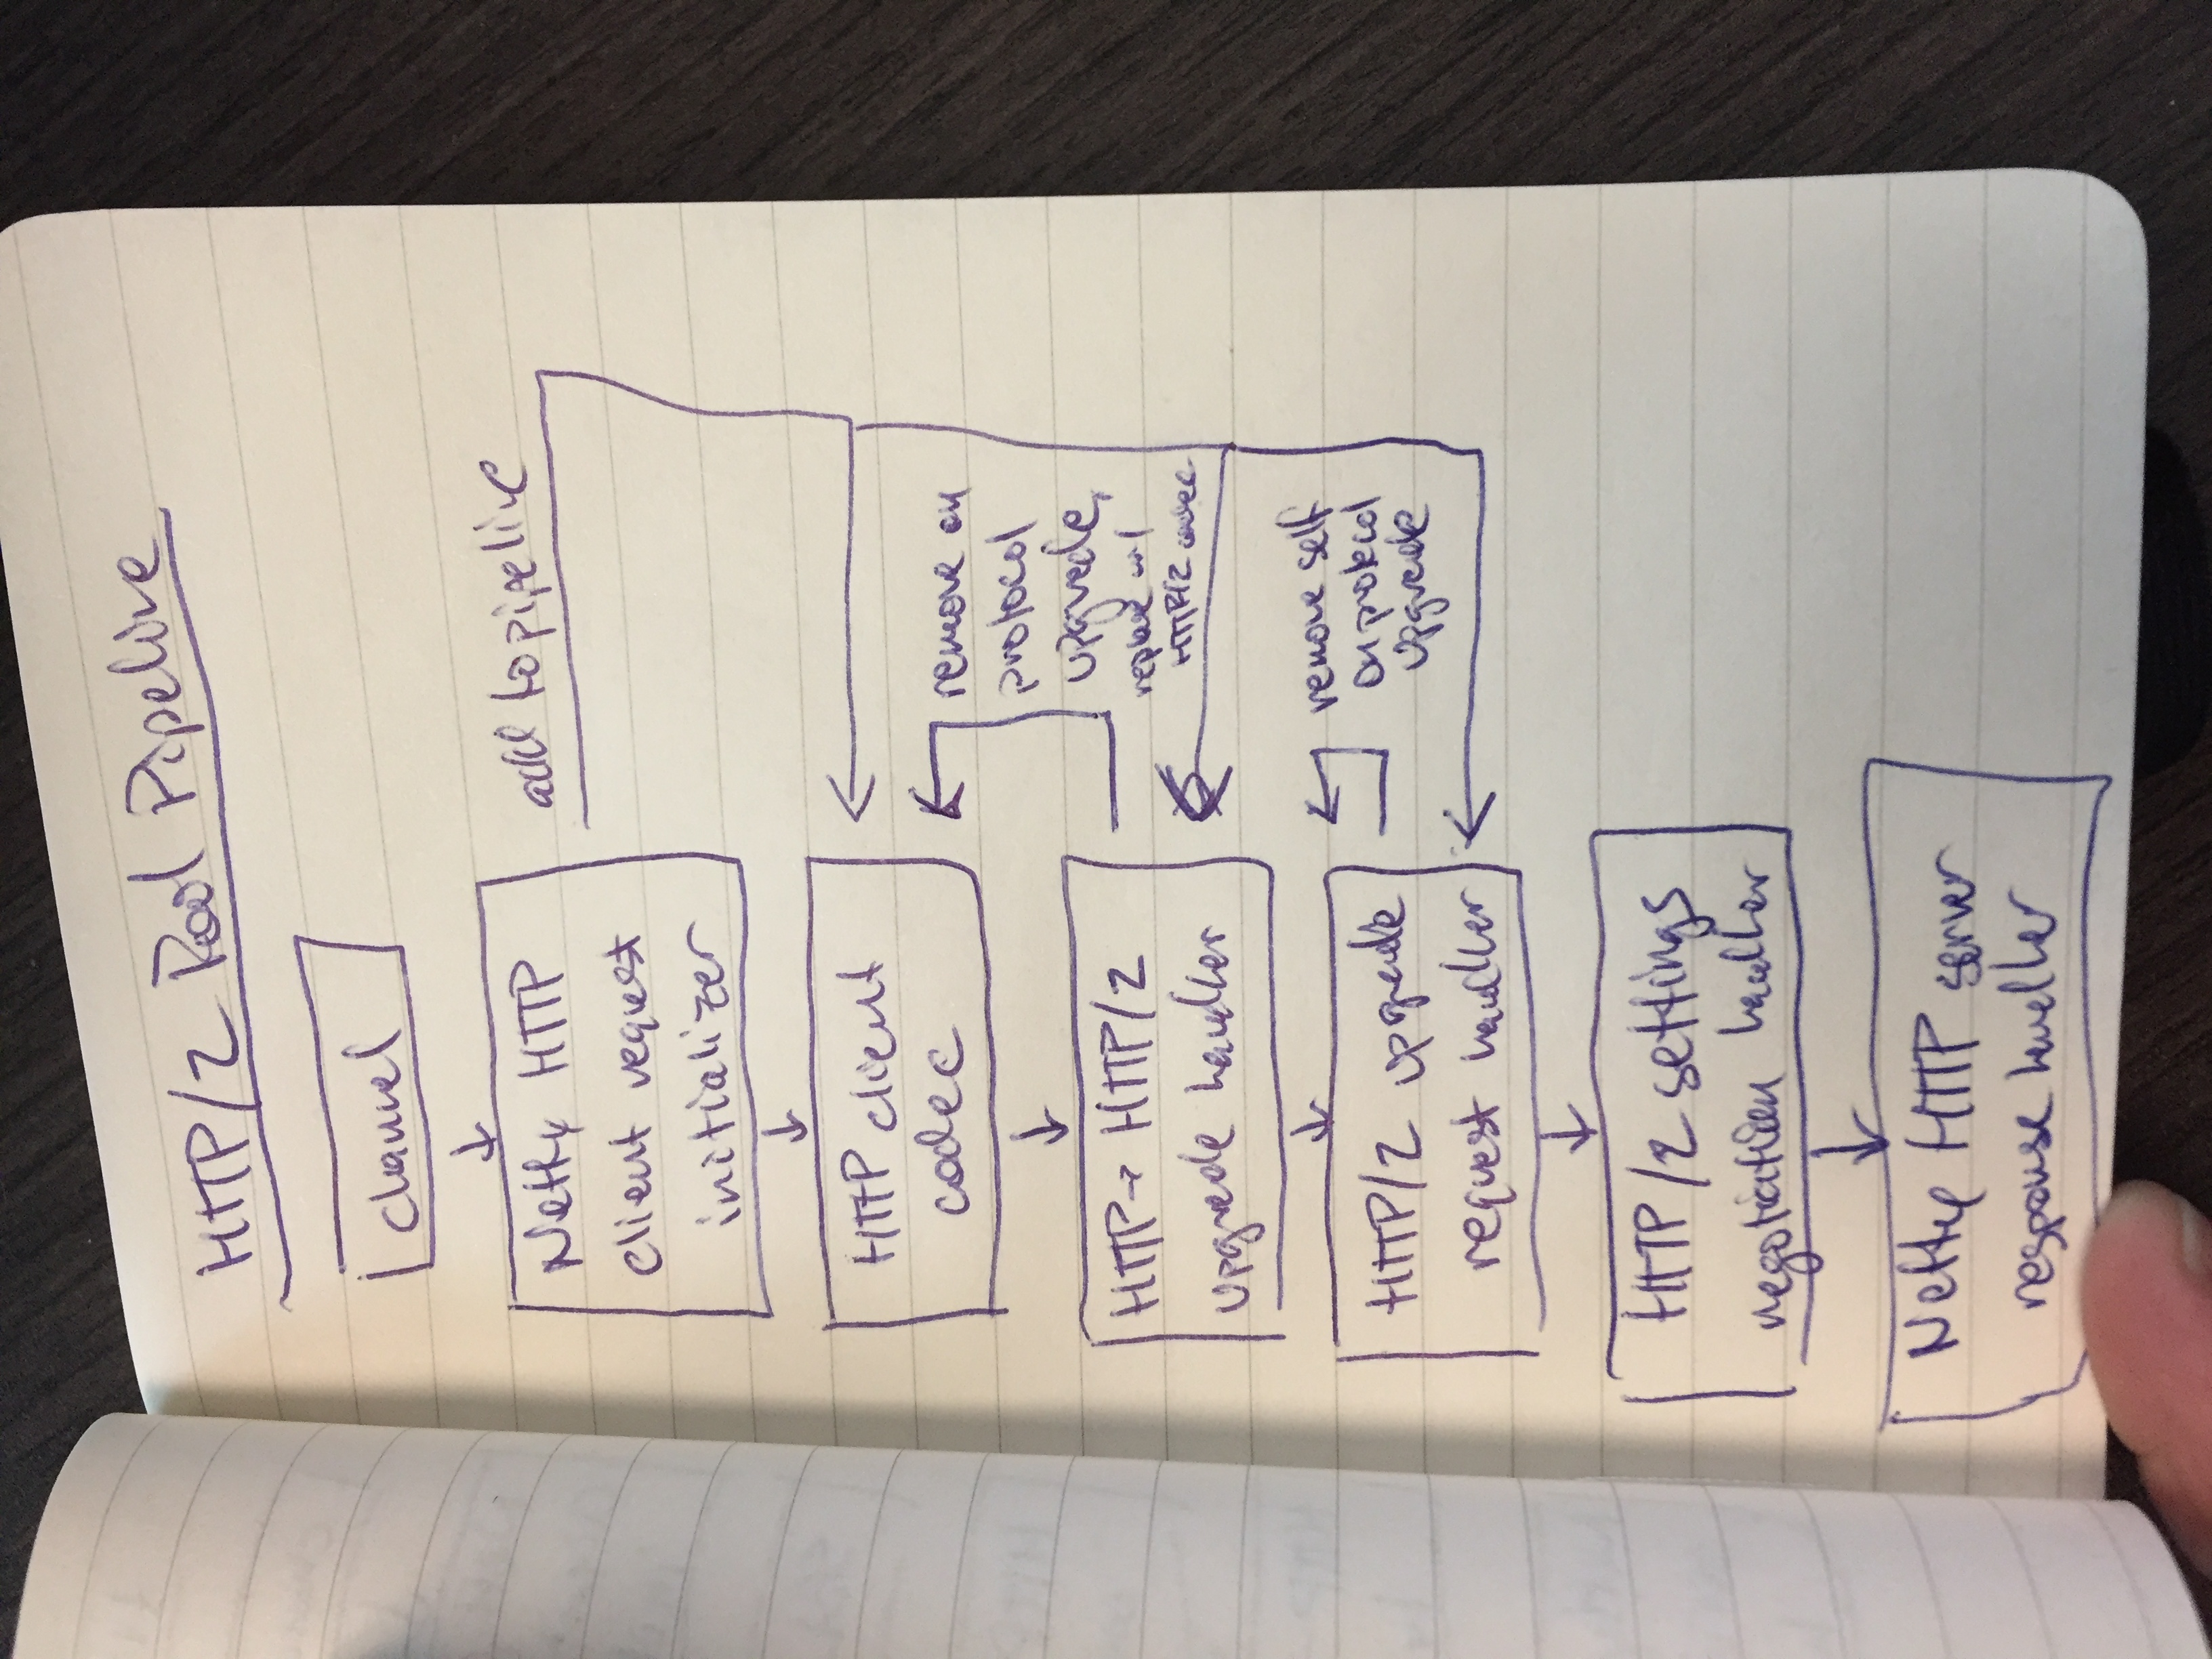 HTTP/2 Pool Pipeline
channel
Netty HTTP
client request
initializer
add to pipeline
HTTP client
codec
remove on
protocol
upgrade,
replace w/
HTTP/2 codec
HTTP → HTTP/2
upgrade handler
remove self
on protocol
upgrade
HTTP/2 upgrade
request handler
HTTP/2 settings
negotiation handler
Netty HTTP server
response handler